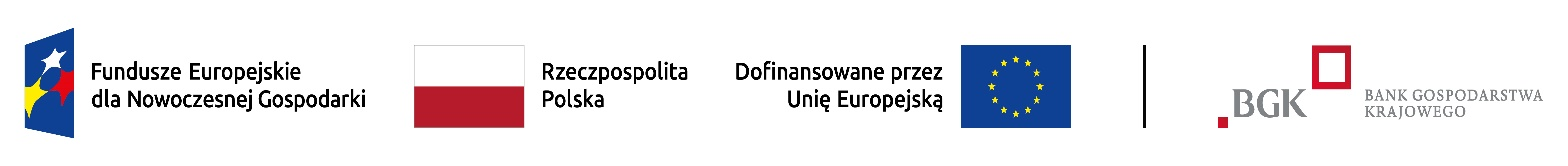 Fundusze Europejskie
dla Nowoczesnej Gospodarki
Rzeczpospolita
Polska
Dofinansowane przez
Unię Europejską
BGK
BANK GOSPODARSTWA
KRAJOWEGO